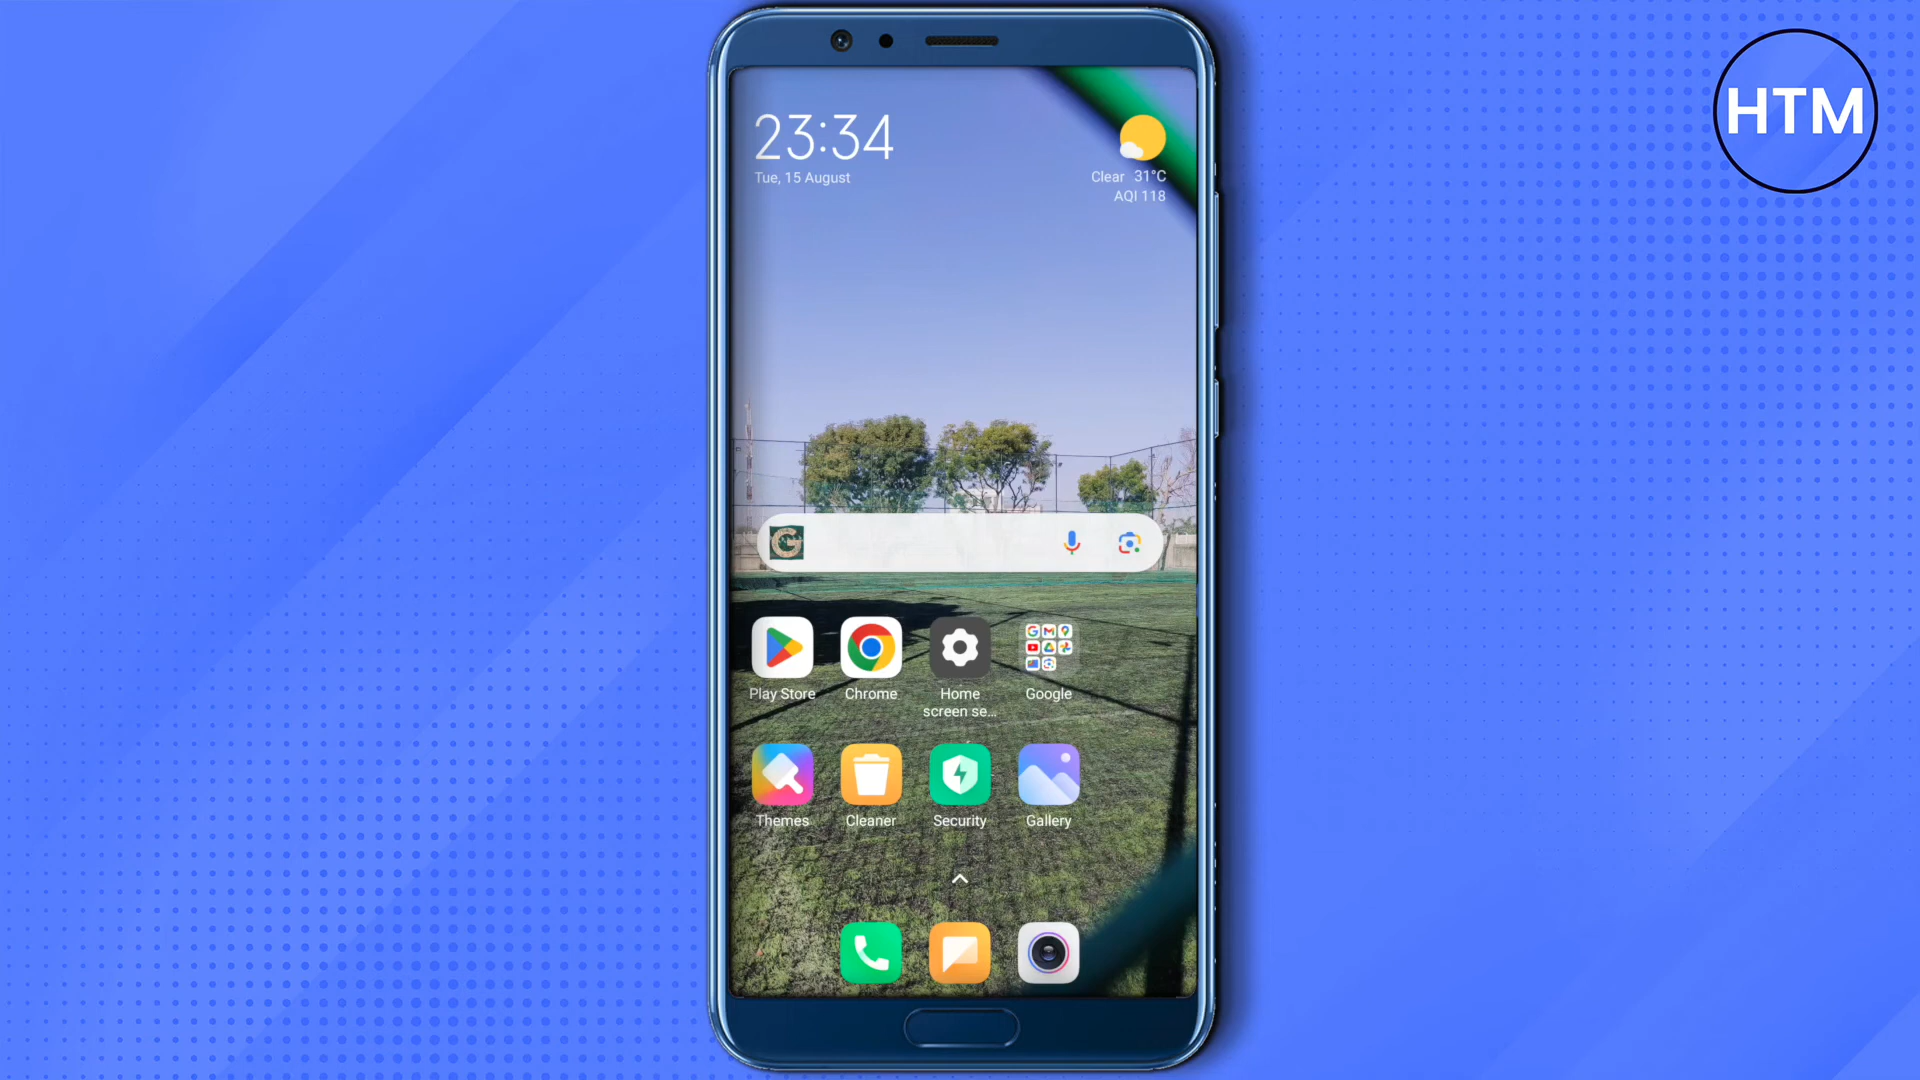 HTM
23:34
Tue, 15 August
Clear 31°C
AQI 118
G
Play Store
Chrome
Home
screen se...
Google
Themes
Cleaner
Security
Gallery